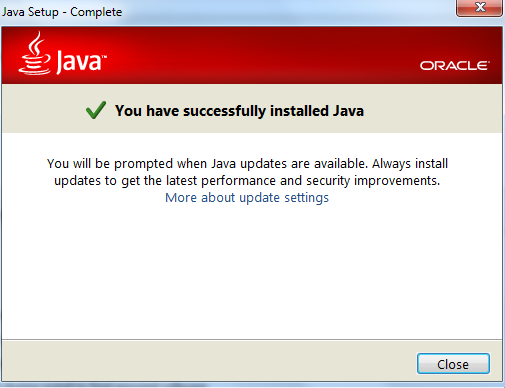 Java Setup - Complete
Java™
ORACLE®
You have successfully installed Java
You will be prompted when Java updates are available. Always install
updates to get the latest performance and security improvements.
More about update settings
Close